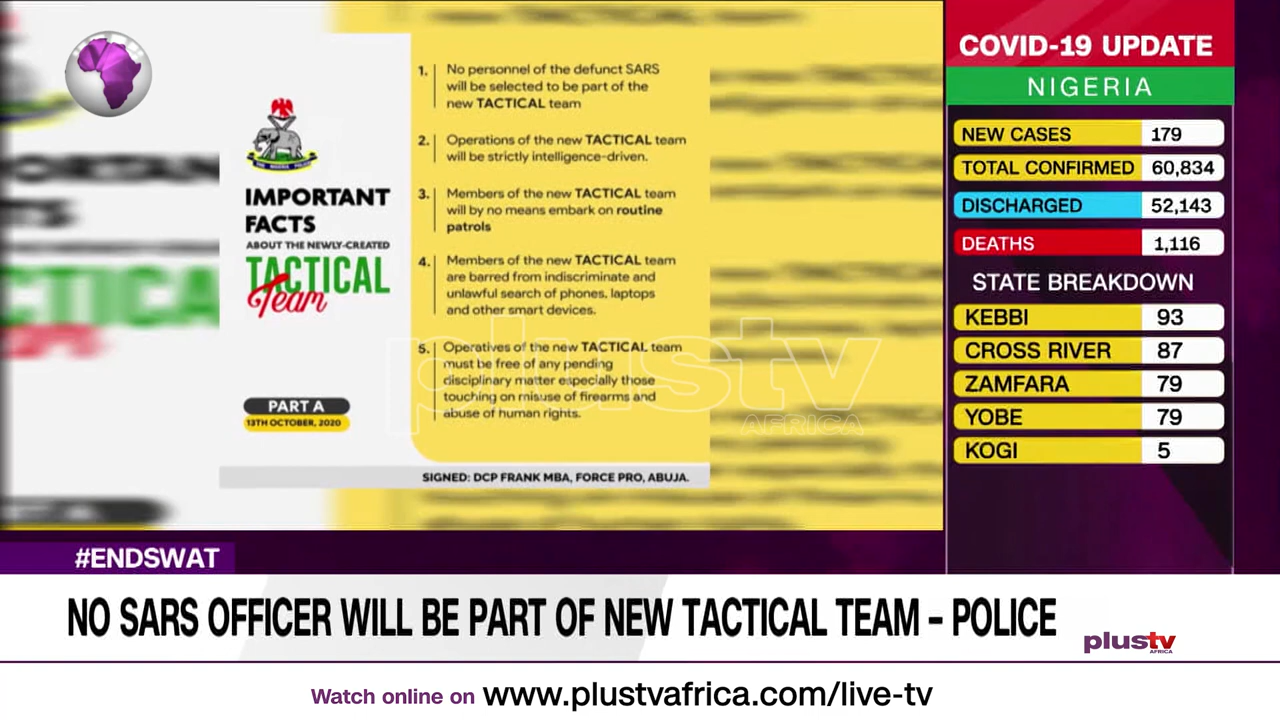 IMPORTANT
FACTS
ABOUT THE NEWLY-CREATED
TACTICAL
Team
PART A
13TH OCTOBER, 2020
1. No personnel of the defunct SARS
will be selected to be part of the
new TACTICAL team
2. Operations of the new TACTICAL team
will be strictly intelligence-driven.
3. Members of the new TACTICAL team
will by no means embark on routine
patrols
4. Members of the new TACTICAL team
are barred from indiscriminate and
unlawful search of phones, laptops
and other smart devices.
5. Operatives of the new TACTICAL team
must be free of any pending
disciplinary matter especially those
touching on misuse of firearms and
abuse of human rights.
SIGNED: DCP FRANK MBA, FORCE PRO, ABUJA.
plustv
AFRICA
COVID-19 UPDATE
NIGERIA
NEW CASES 179
TOTAL CONFIRMED 60,834
DISCHARGED 52,143
DEATHS 1,116
STATE BREAKDOWN
KEBBI 93
CROSS RIVER 87
ZAMFARA 79
YOBE 79
KOGI 5
#ENDSWAT
NO SARS OFFICER WILL BE PART OF NEW TACTICAL TEAM – POLICE
plustv
AFRICA
Watch online on www.plustvafrica.com/live-tv